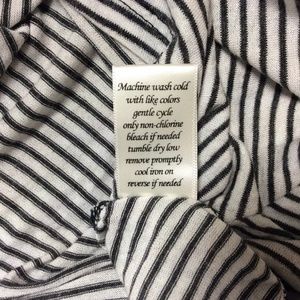 Machine wash cold
with like colors
gentle cycle
only non-chlorine
bleach if needed
tumble dry low
remove promptly
cool iron on
reverse if needed